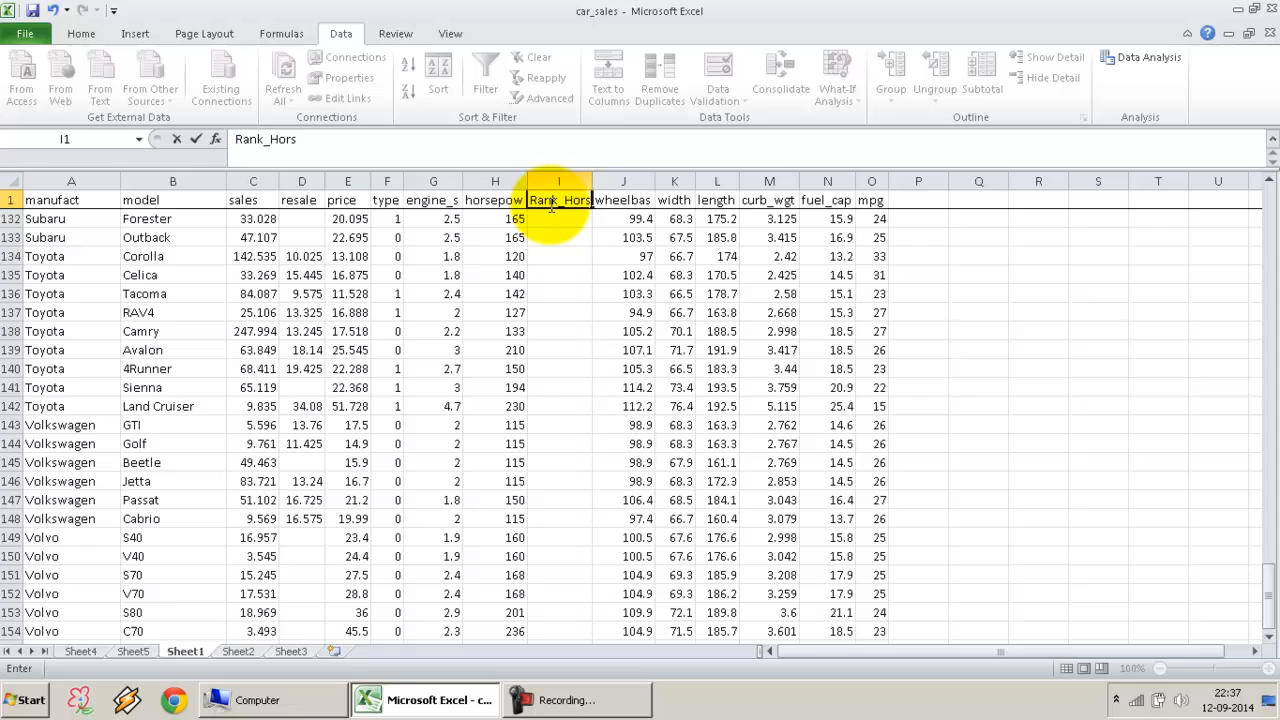 car_sales - Microsoft Excel
File Home Insert Page Layout Formulas Data Review View
From Access From Web From Text From Other Sources Existing Connections Refresh All Connections Properties Edit Links Sort Filter Clear Reapply Advanced Text to Columns Remove Duplicates Data Validation Consolidate What-If Analysis Group Ungroup Subtotal Show Detail Hide Detail Data Analysis
Get External Data Connections Sort & Filter Data Tools Outline Analysis
I1 fx Rank_Hors
A B C D E F G H I J K L M N O P Q R S T U
1 manufact model sales resale price type engine_s horsepow Rank_Hors wheelbas width length curb_wgt fuel_cap mpg
132 Subaru Forester 33.028 20.095 1 2.5 165 99.4 68.3 175.2 3.125 15.9 24
133 Subaru Outback 47.107 22.695 0 2.5 165 103.5 67.5 185.8 3.415 16.9 25
134 Toyota Corolla 142.535 10.025 13.108 0 1.8 120 97 66.7 174 2.42 13.2 33
135 Toyota Celica 33.269 15.445 16.875 0 1.8 140 102.4 68.3 170.5 2.425 14.5 31
136 Toyota Tacoma 84.087 9.575 11.528 1 2.4 142 103.3 66.5 178.7 2.58 15.1 23
137 Toyota RAV4 25.106 13.325 16.888 1 2 127 94.9 66.7 163.8 2.668 15.3 27
138 Toyota Camry 247.994 13.245 17.518 0 2.2 133 105.2 70.1 188.5 2.998 18.5 27
139 Toyota Avalon 63.849 18.14 25.545 0 3 210 107.1 71.7 191.9 3.417 18.5 26
140 Toyota 4Runner 68.411 19.425 22.288 1 2.7 150 105.3 66.5 183.3 3.44 18.5 23
141 Toyota Sienna 65.119 22.368 1 3 194 114.2 73.4 193.5 3.759 20.9 22
142 Toyota Land Cruiser 9.835 34.08 51.728 1 4.7 230 112.2 76.4 192.5 5.115 25.4 15
143 Volkswagen GTI 5.596 13.76 17.5 0 2 115 98.9 68.3 163.3 2.762 14.6 26
144 Volkswagen Golf 9.761 11.425 14.9 0 2 115 98.9 68.3 163.3 2.767 14.5 26
145 Volkswagen Beetle 49.463 15.9 0 2 115 98.9 67.9 161.1 2.769 14.5 26
146 Volkswagen Jetta 83.721 13.24 16.7 0 2 115 98.9 68.3 172.3 2.853 14.5 26
147 Volkswagen Passat 51.102 16.725 21.2 0 1.8 150 106.4 68.5 184.1 3.043 16.4 27
148 Volkswagen Cabrio 9.569 16.575 19.99 0 2 115 97.4 66.7 160.4 3.079 13.7 26
149 Volvo S40 16.957 23.4 0 1.9 160 100.5 67.6 176.6 2.998 15.8 25
150 Volvo V40 3.545 24.4 0 1.9 160 100.5 67.6 176.6 3.042 15.8 25
151 Volvo S70 15.245 27.5 0 2.4 168 104.9 69.3 185.9 3.208 17.9 25
152 Volvo V70 17.531 28.8 0 2.4 168 104.9 69.3 186.2 3.259 17.9 25
153 Volvo S80 18.969 36 0 2.9 201 109.9 72.1 189.8 3.6 21.1 24
154 Volvo C70 3.493 45.5 0 2.3 236 104.9 71.5 185.7 3.601 18.5 23
Sheet4 Sheet5 Sheet1 Sheet2 Sheet3
Enter 100%
Start Computer Microsoft Excel - c... Recording... 22:37
12-09-2014